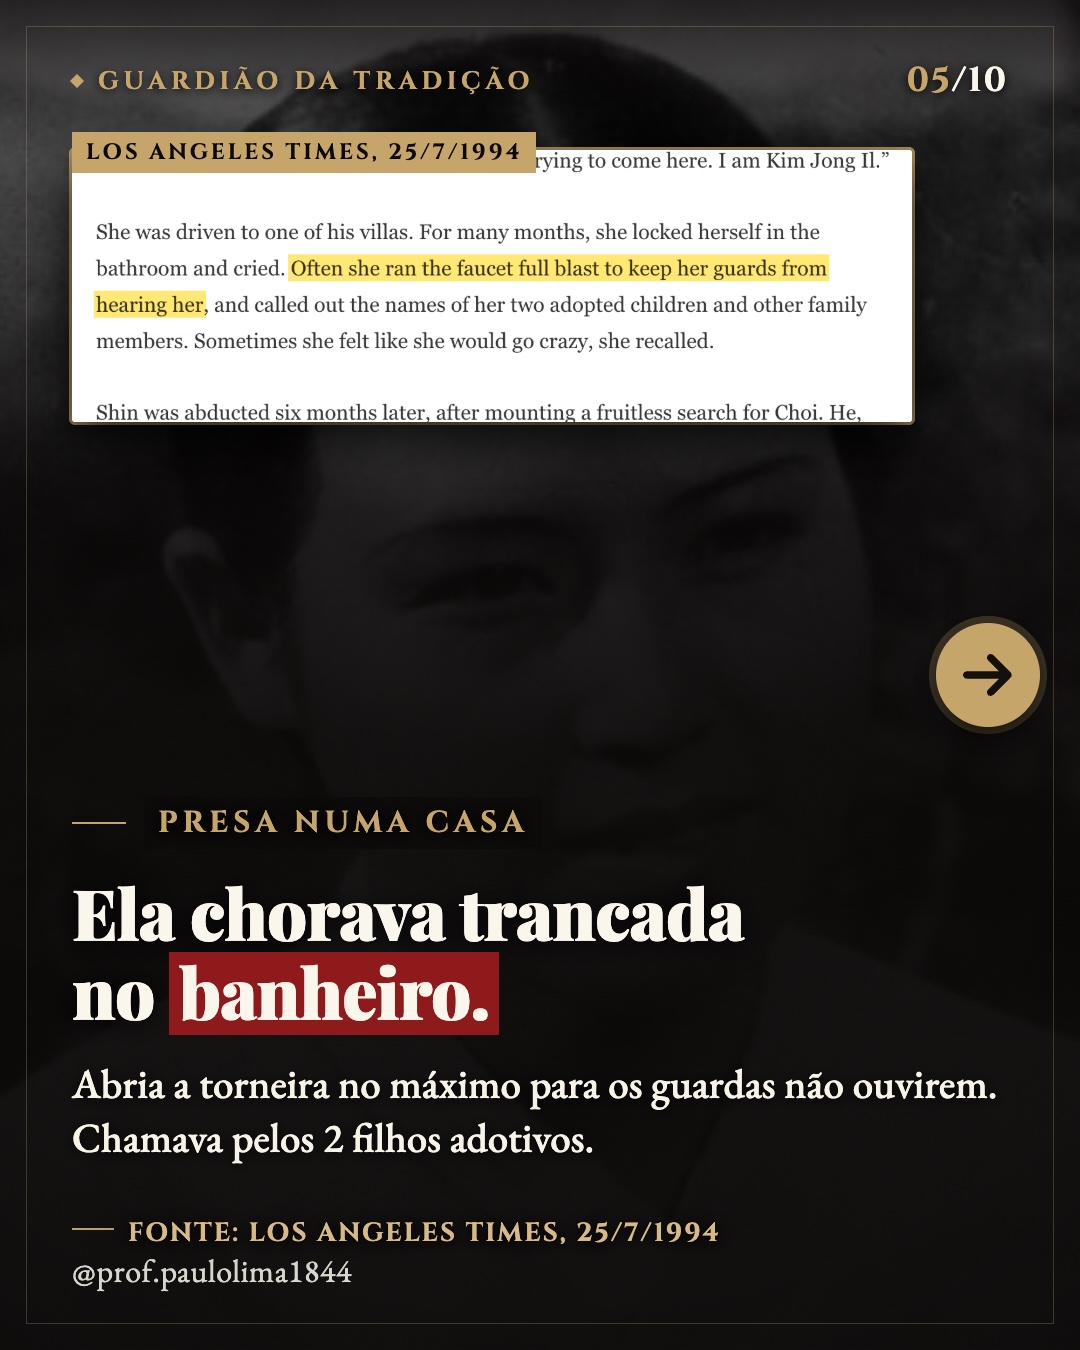 GUARDIÃO DA TRADIÇÃO
05/10
LOS ANGELES TIMES, 25/7/1994
rying to come here. I am Kim Jong Il.”
She was driven to one of his villas. For many months, she locked herself in the
bathroom and cried. Often she ran the faucet full blast to keep her guards from
hearing her, and called out the names of her two adopted children and other family
members. Sometimes she felt like she would go crazy, she recalled.
Shin was abducted six months later, after mounting a fruitless search for Choi. He,
PRESA NUMA CASA
Ela chorava trancada
no banheiro.
Abria a torneira no máximo para os guardas não ouvirem.
Chamava pelos 2 filhos adotivos.
FONTE: LOS ANGELES TIMES, 25/7/1994
@prof.paulolima1844